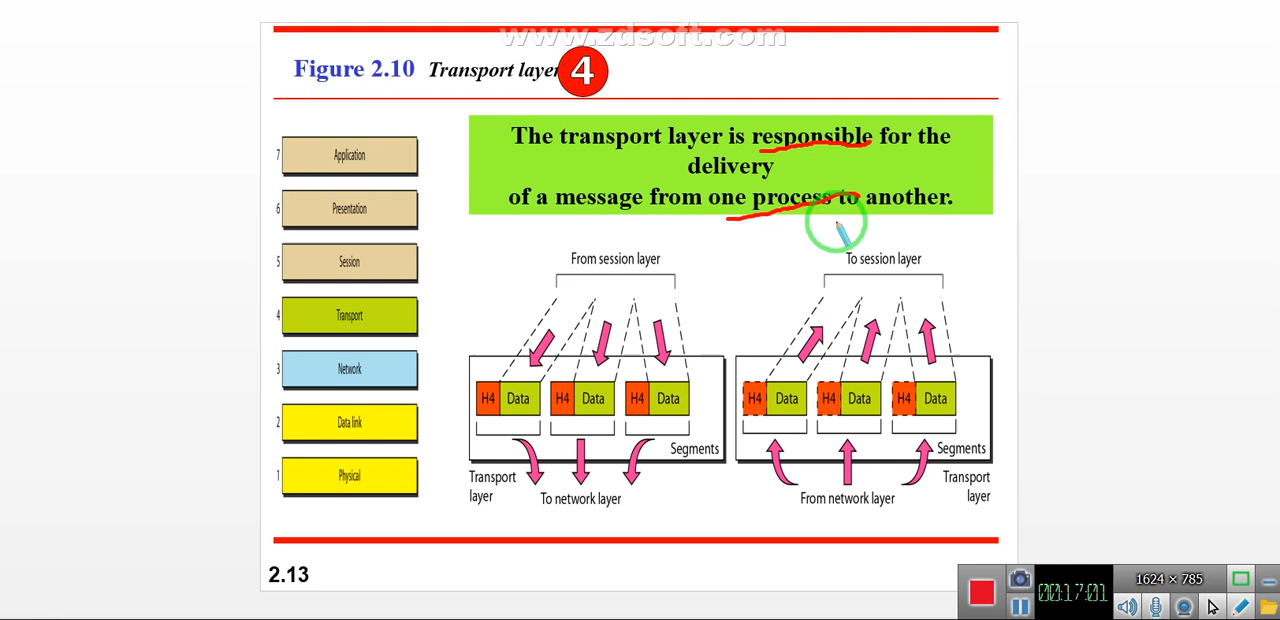 www.zdsoft.com
Figure 2.10 Transport layer 4
The transport layer is responsible for the
delivery
of a message from one process to another.
7 Application
6 Presentation
5 Session
4 Transport
3 Network
2 Data link
1 Physical
From session layer
To session layer
H4 Data H4 Data H4 Data
H4 Data H4 Data H4 Data
Segments
Segments
Transport
layer
To network layer
From network layer
Transport
layer
2.13
1624 × 785
00:17:01